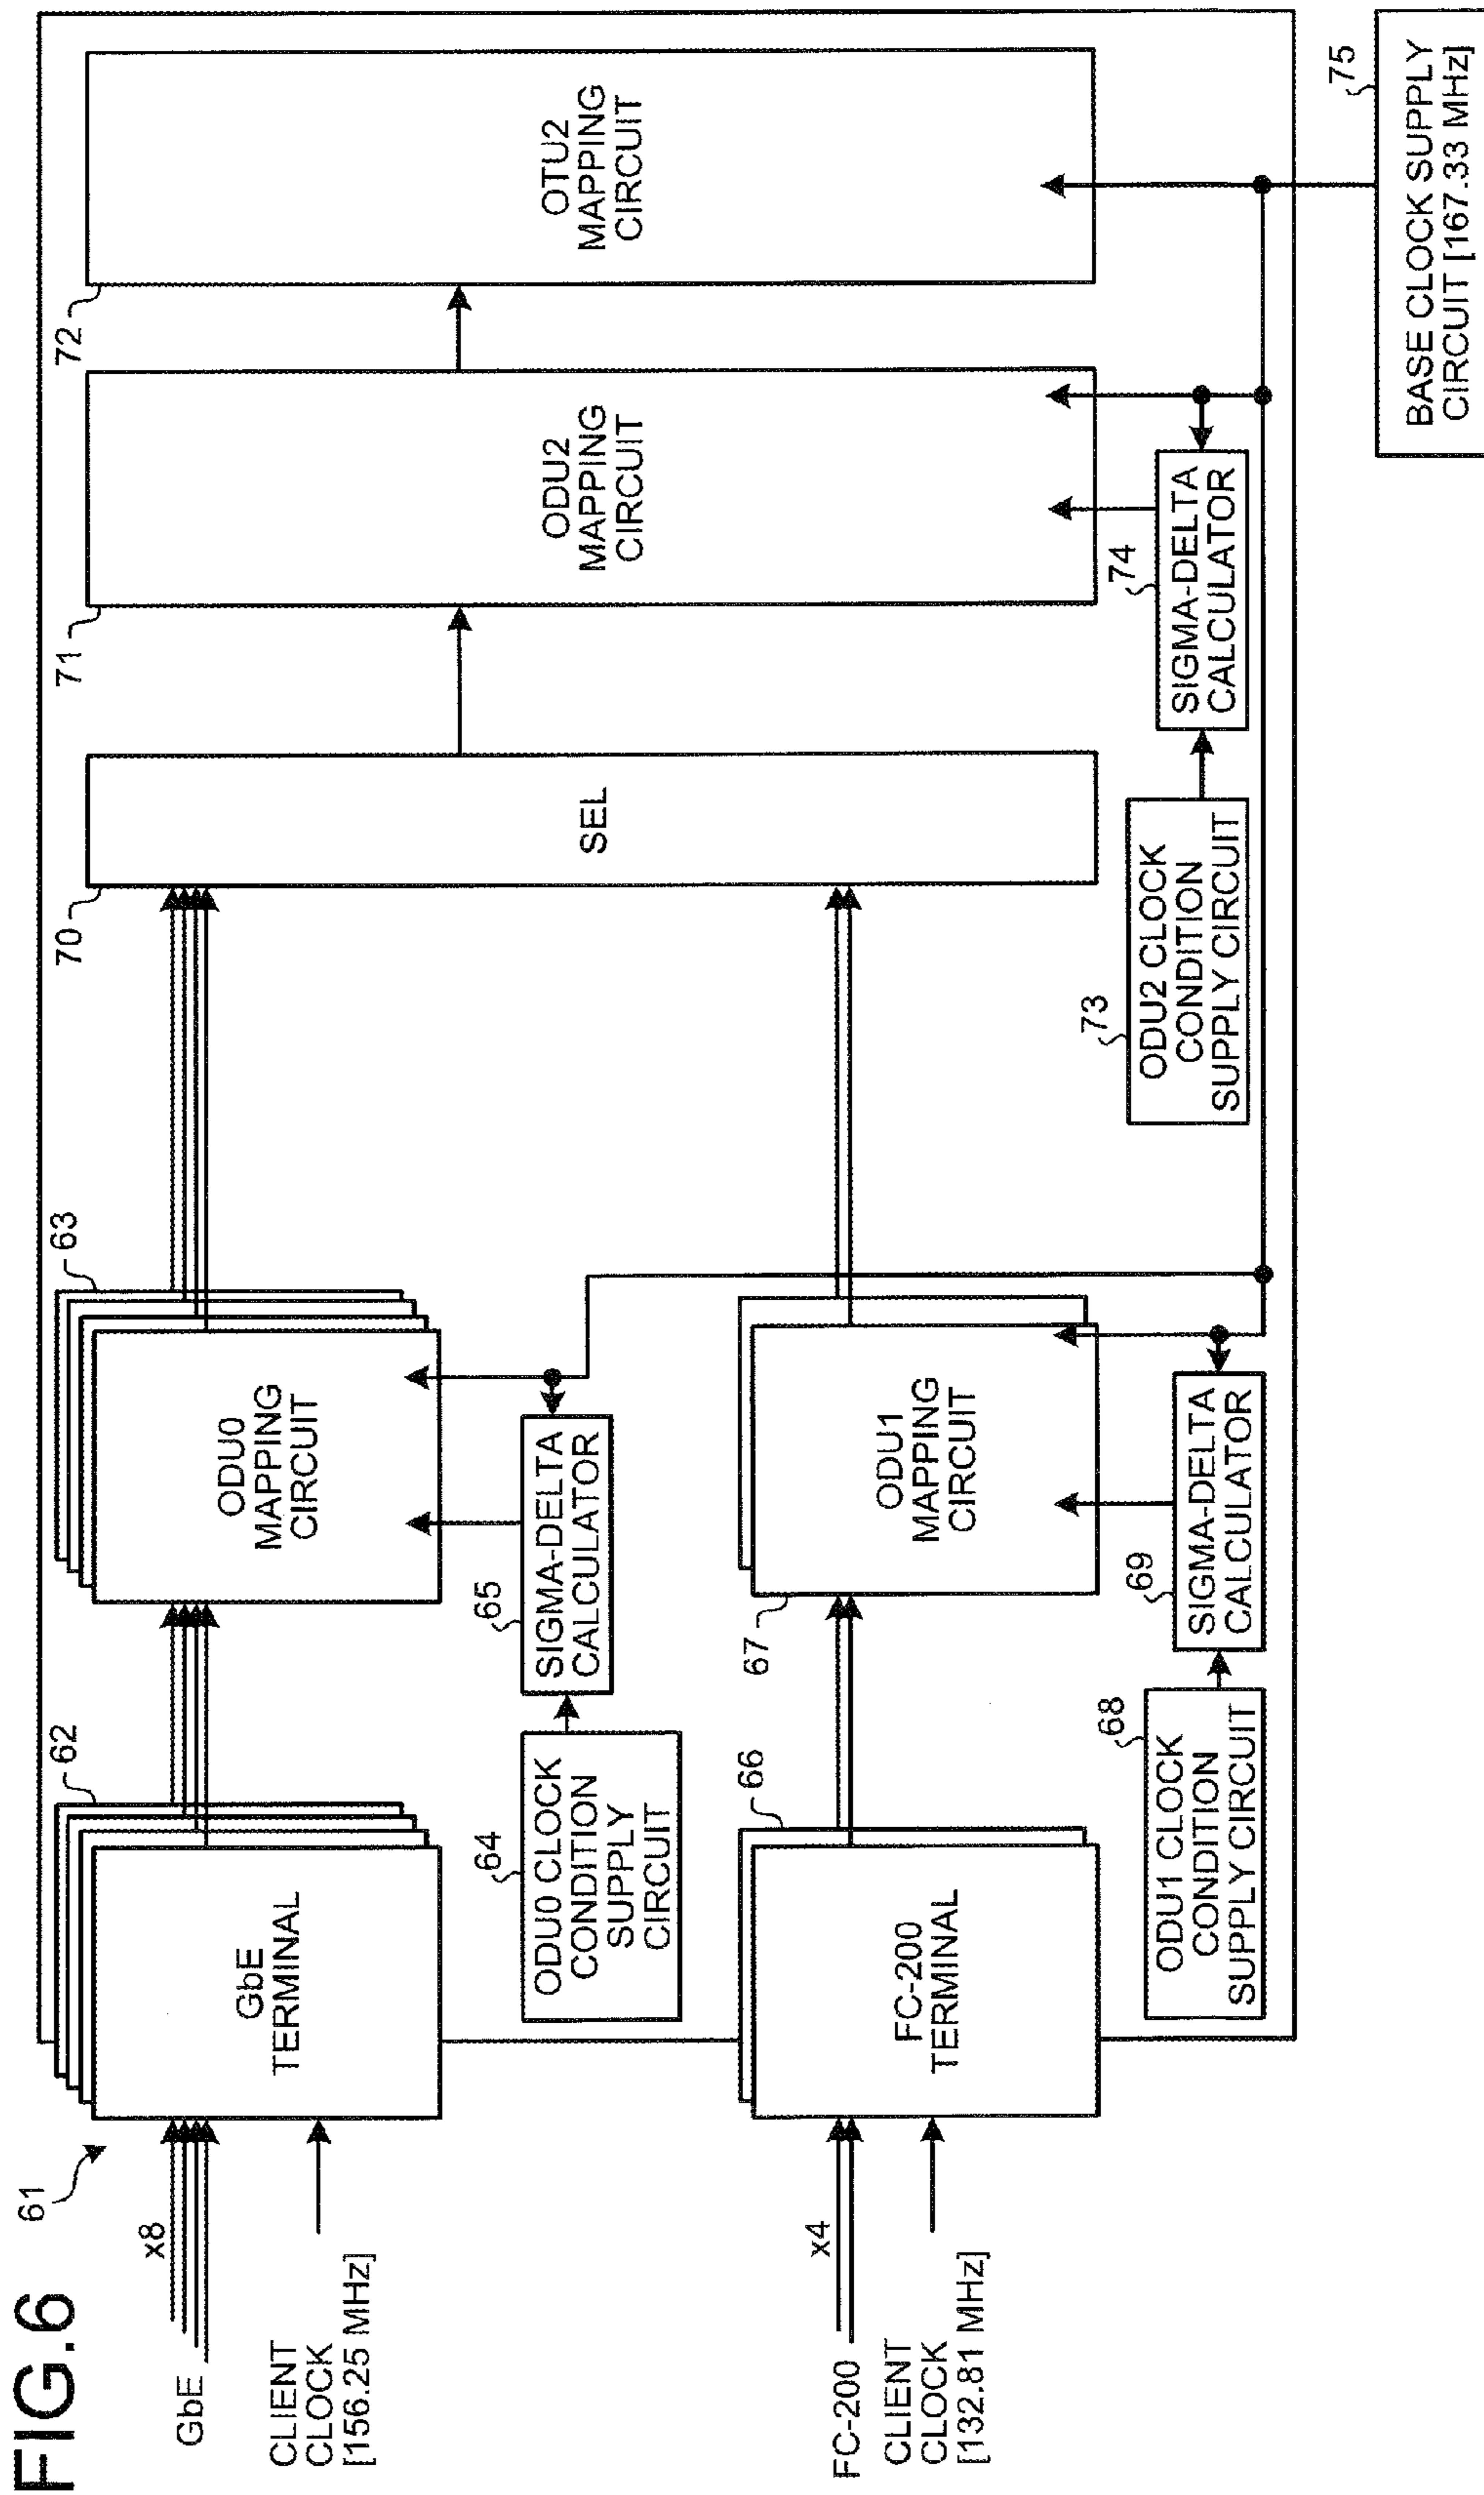 FIG.6
61
GbE
x8
CLIENT
CLOCK
[156.25 MHz]
62
GbE
TERMINAL
63
ODU0
MAPPING
CIRCUIT
64
ODU0 CLOCK
CONDITION
SUPPLY
CIRCUIT
65
SIGMA-DELTA
CALCULATOR
FC-200
x4
CLIENT
CLOCK
[132.81 MHz]
66
FC-200
TERMINAL
67
ODU1
MAPPING
CIRCUIT
68
ODU1 CLOCK
CONDITION
SUPPLY CIRCUIT
69
SIGMA-DELTA
CALCULATOR
70
SEL
71
ODU2
MAPPING
CIRCUIT
72
OTU2
MAPPING
CIRCUIT
73
ODU2 CLOCK
CONDITION
SUPPLY CIRCUIT
74
SIGMA-DELTA
CALCULATOR
75
BASE CLOCK SUPPLY
CIRCUIT [167.33 MHz]